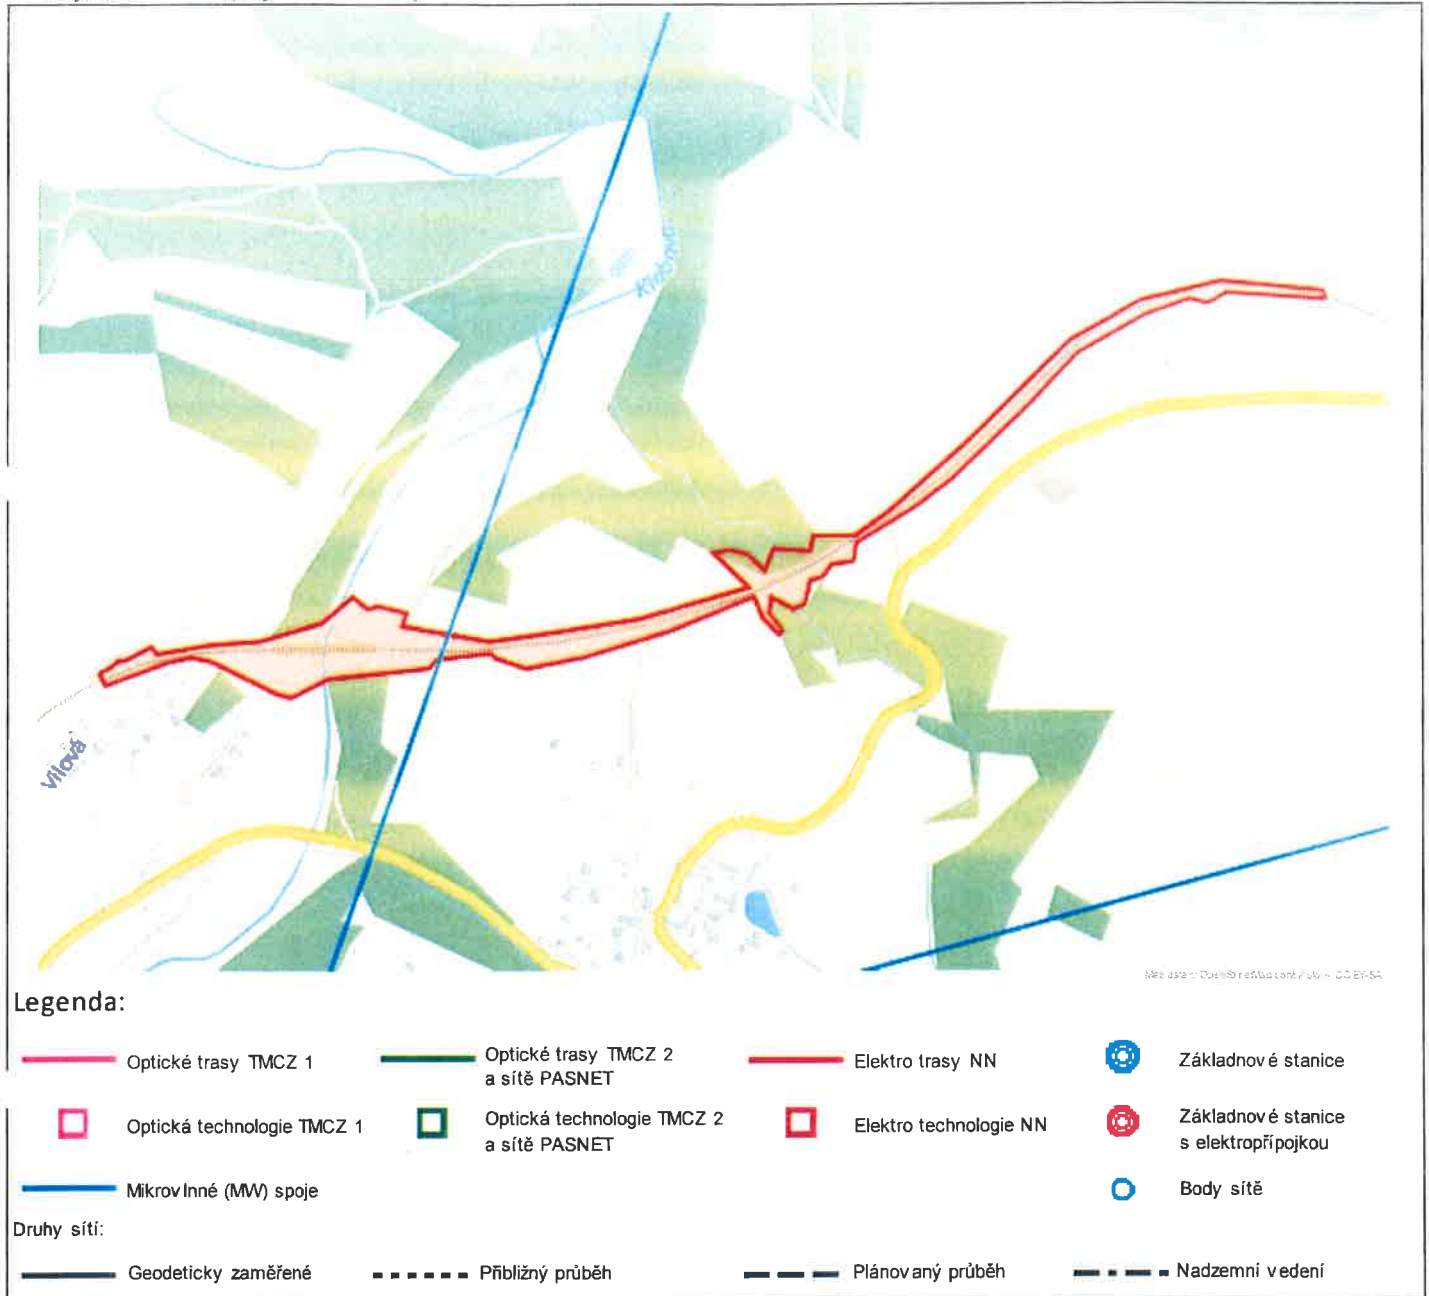 Vilová
Legenda:
Optické trasy TMCZ 1
Optické trasy TMCZ 2
a sítě PASNET
Elektro trasy NN
Základnové stanice
Optická technologie TMCZ 1
Optická technologie TMCZ 2
a sítě PASNET
Elektro technologie NN
Základnové stanice
s elektropřípojkou
Mikrovlnné (MW) spoje
Body sítě
Druhy sítí:
Geodeticky zaměřené
Přibližný průběh
Plánovaný průběh
Nadzemní vedení